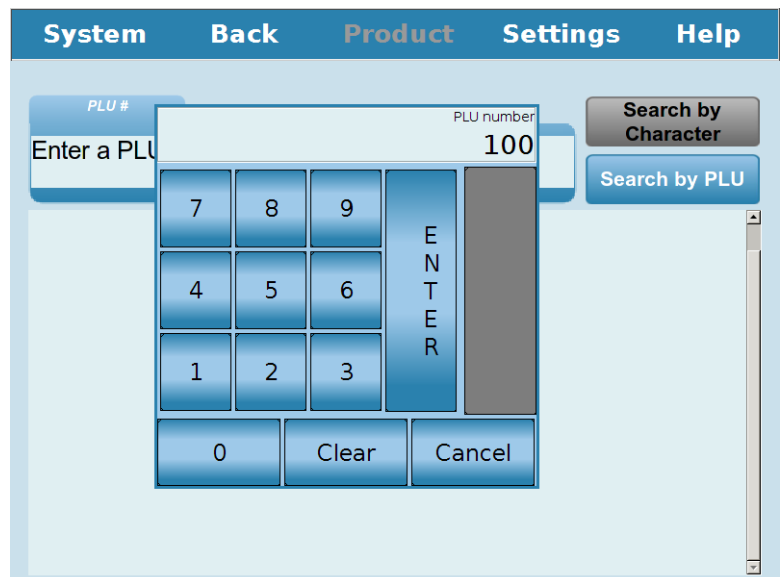 System Back Product Settings Help
PLU #
Enter a PLU
PLU number
100
Search by
Character
Search by PLU
7 8 9
4 5 6
1 2 3
E
N
T
E
R
0 Clear Cancel